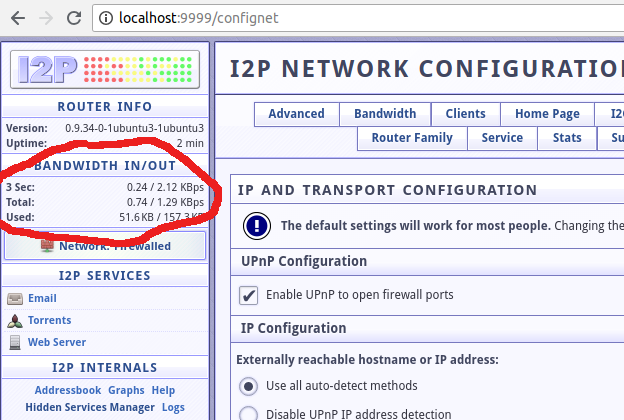 localhost:9999/confignet
I2P
ROUTER INFO
Version: 0.9.34-0-1ubuntu3-1ubuntu3
Uptime: 2 min
BANDWIDTH IN/OUT
3 Sec: 0.24 / 2.12 KBps
Total: 0.74 / 1.29 KBps
Used: 51.6 KB / 157.3 KB
Network: Firewalled
I2P SERVICES
Email
Torrents
Web Server
I2P INTERNALS
Addressbook Graphs Help
Hidden Services Manager Logs
I2P NETWORK CONFIGURATION
Advanced Bandwidth Clients Home Page
Router Family Service Stats
IP AND TRANSPORT CONFIGURATION
The default settings will work for most people. Changing the
UPnP Configuration
Enable UPnP to open firewall ports
IP Configuration
Externally reachable hostname or IP address:
Use all auto-detect methods
Disable UPnP IP address detection